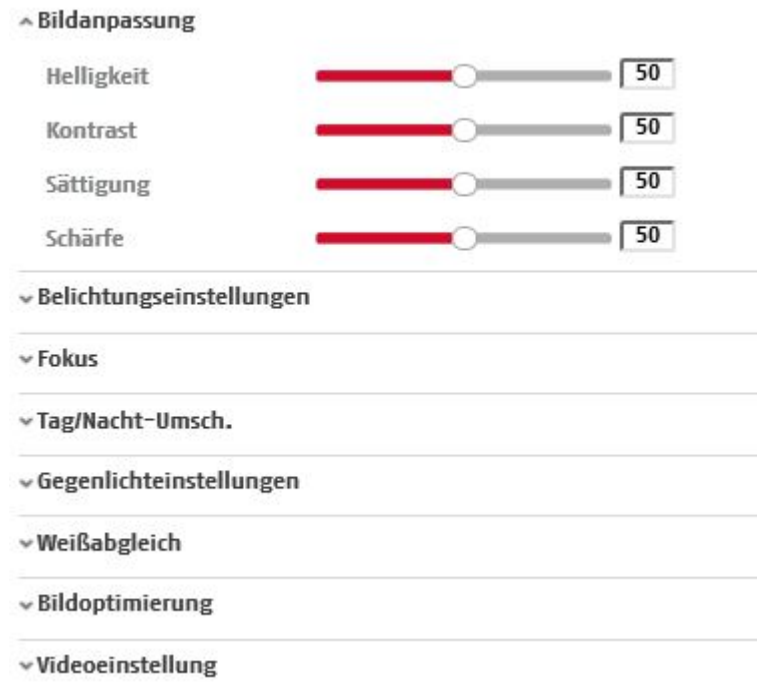 Bildanpassung
Helligkeit 50
Kontrast 50
Sättigung 50
Schärfe 50
Belichtungseinstellungen
Fokus
Tag/Nacht-Umsch.
Gegenlichteinstellungen
Weißabgleich
Bildoptimierung
Videoeinstellung